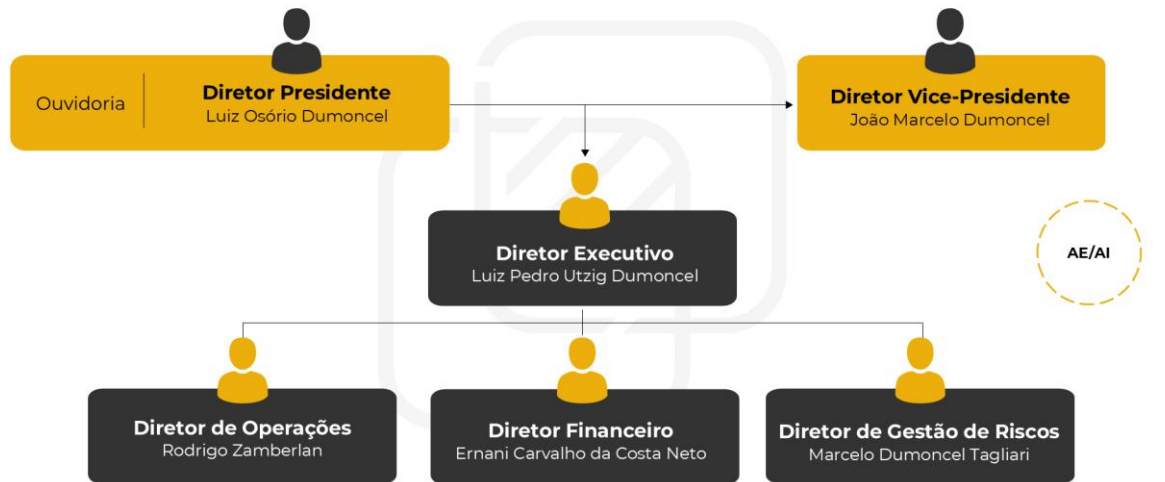 Ouvidoria
Diretor Presidente
Luiz Osório Dumoncel
Diretor Vice-Presidente
João Marcelo Dumoncel
Diretor Executivo
Luiz Pedro Utzig Dumoncel
AE/AI
Diretor de Operações
Rodrigo Zamberlan
Diretor Financeiro
Ernani Carvalho da Costa Neto
Diretor de Gestão de Riscos
Marcelo Dumoncel Tagliari